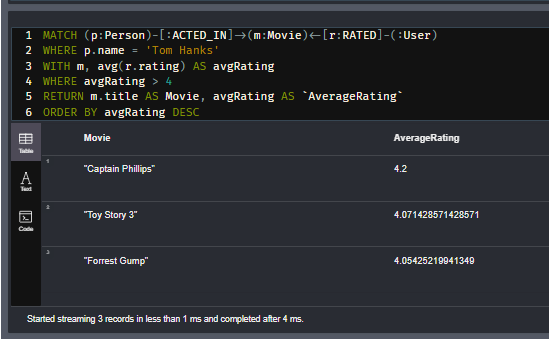 1 MATCH (p:Person)-[:ACTED_IN]->(m:Movie)<-[r:RATED]-(:User)
2 WHERE p.name = 'Tom Hanks'
3 WITH m, avg(r.rating) AS avgRating
4 WHERE avgRating > 4
5 RETURN m.title AS Movie, avgRating AS `AverageRating`
6 ORDER BY avgRating DESC
Table
Text
Code
Movie AverageRating
1 "Captain Phillips" 4.2
2 "Toy Story 3" 4.071428571428571
3 "Forrest Gump" 4.05425219941349
Started streaming 3 records in less than 1 ms and completed after 4 ms.